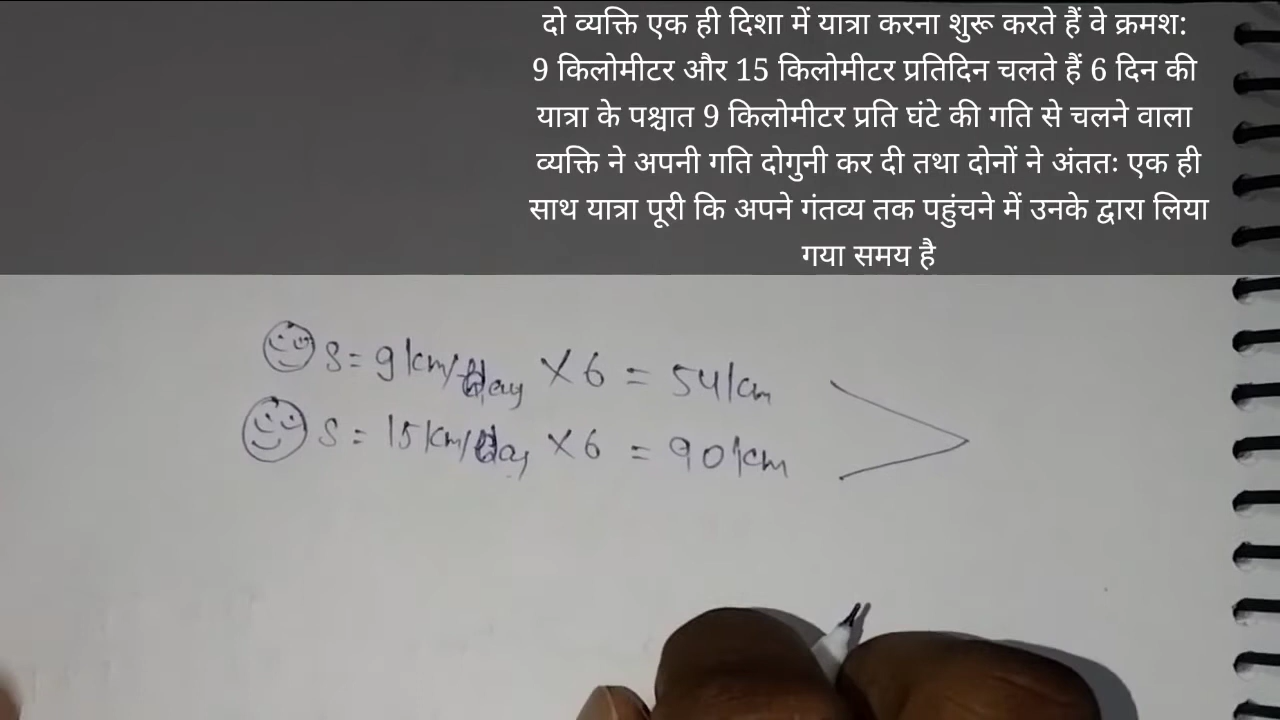 दो व्यक्ति एक ही दिशा में यात्रा करना शुरू करते हैं वे क्रमश:
9 किलोमीटर और 15 किलोमीटर प्रतिदिन चलते हैं 6 दिन की
यात्रा के पश्चात 9 किलोमीटर प्रति घंटे की गति से चलने वाला
व्यक्ति ने अपनी गति दोगुनी कर दी तथा दोनों ने अंततः एक ही
साथ यात्रा पूरी कि अपने गंतव्य तक पहुंचने में उनके द्वारा लिया
गया समय है
S = 9 km/day × 6 = 54 km
S = 15 km/day × 6 = 90 km